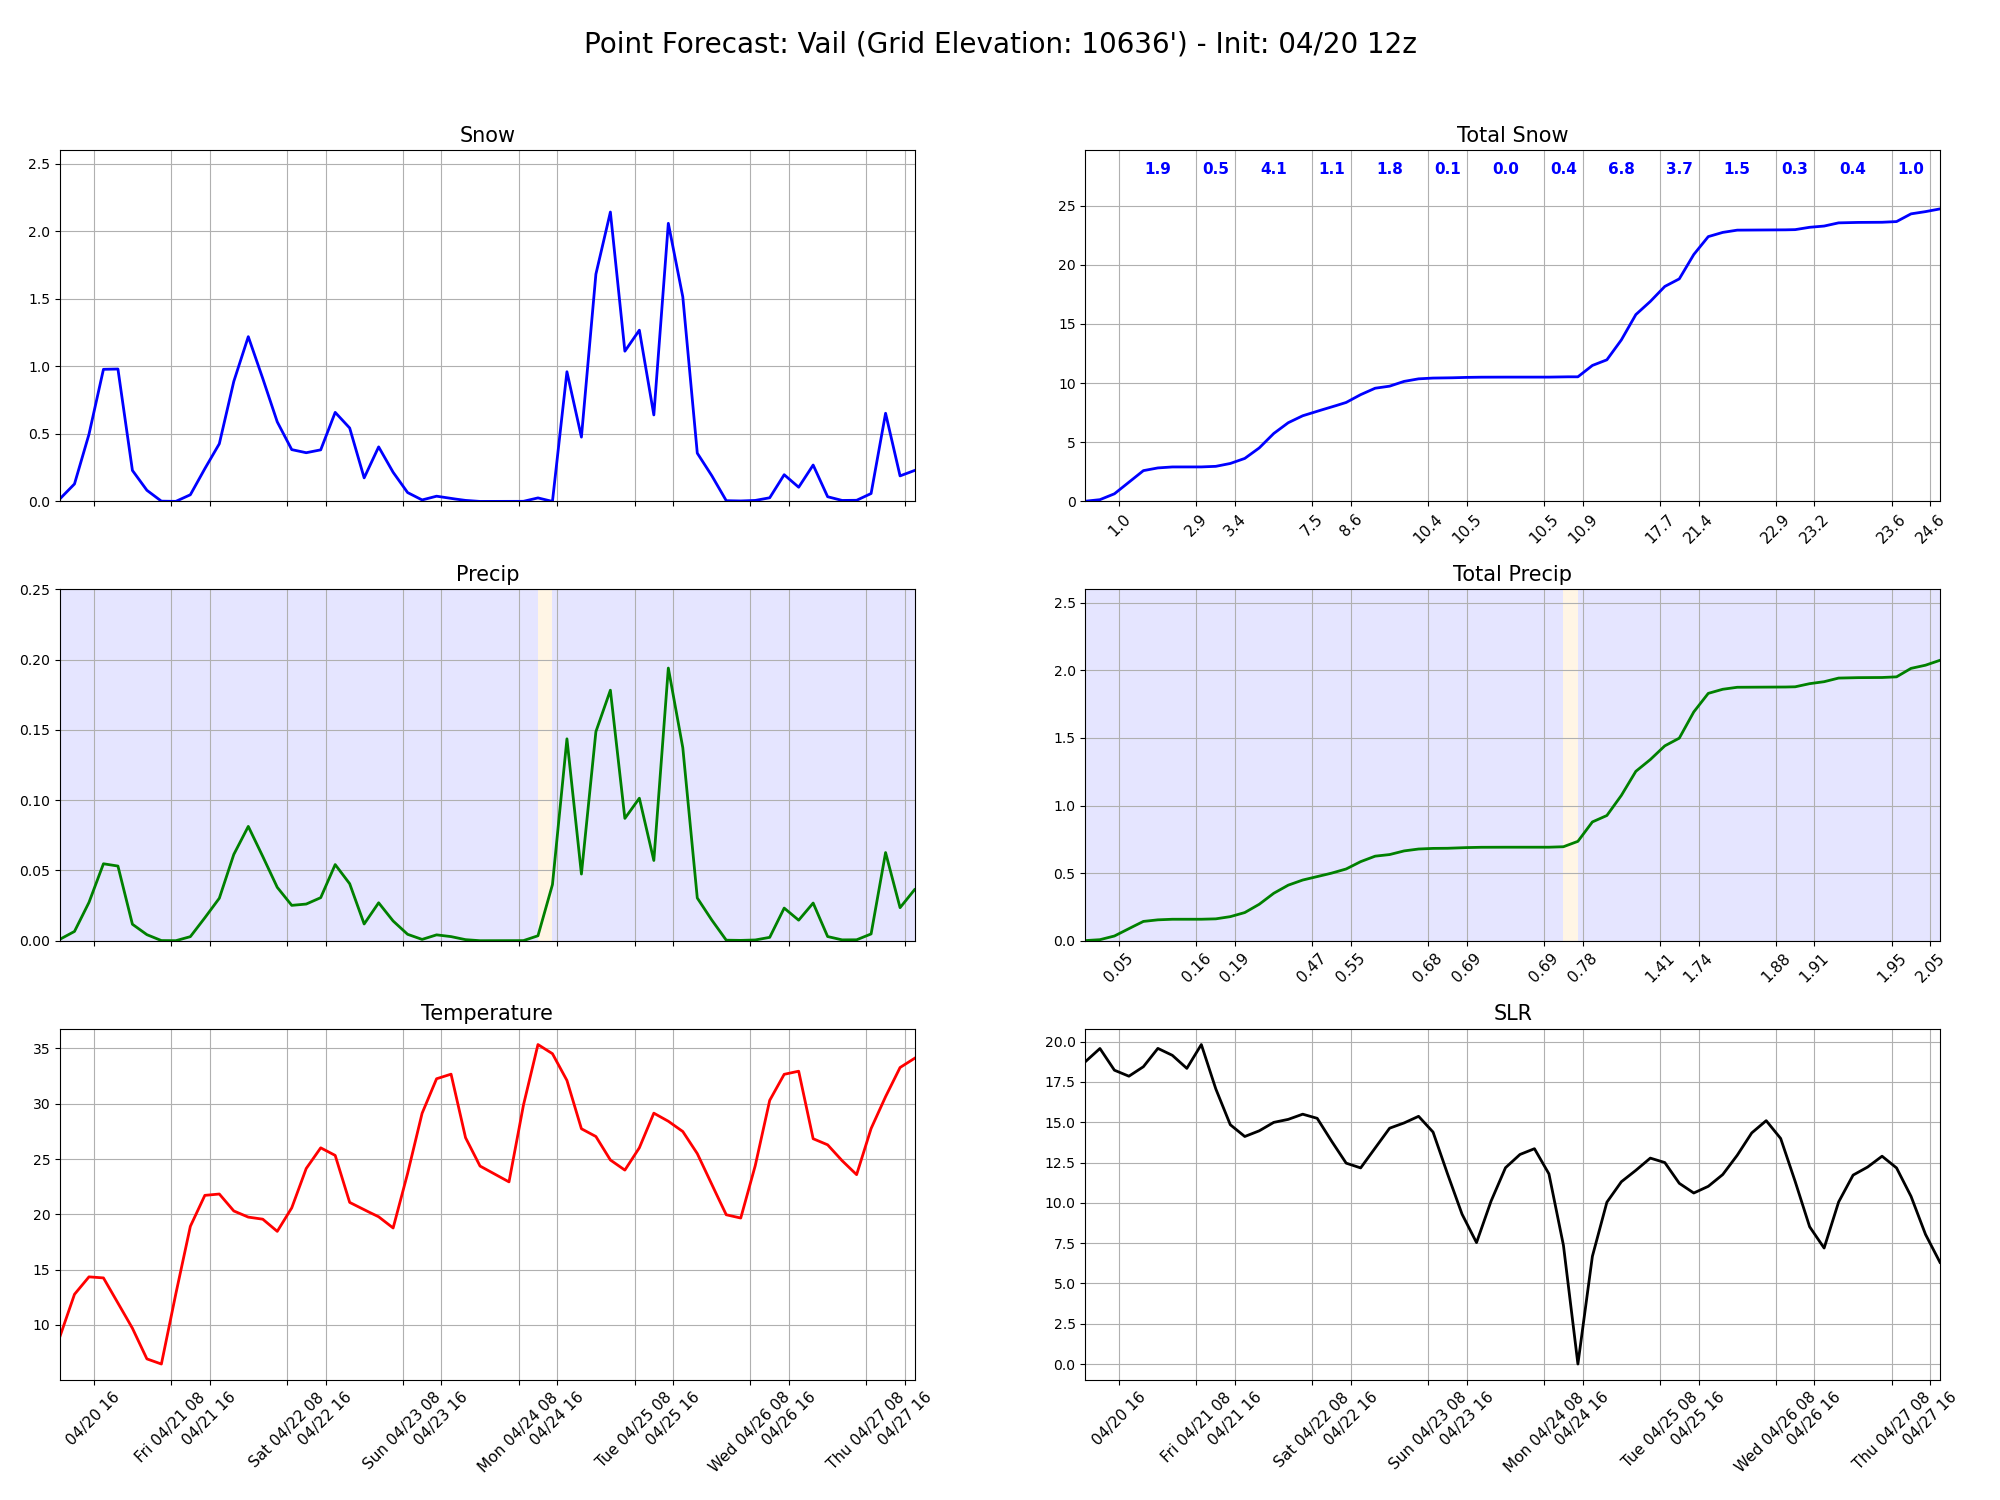 Point Forecast: Vail (Grid Elevation: 10636') - Init: 04/20 12z
Snow
2.5
2.0
1.5
1.0
0.5
0.0
Total Snow
1.9 0.5 4.1 1.1 1.8 0.1 0.0 0.4 6.8 3.7 1.5 0.3 0.4 1.0
25
20
15
10
5
0
1.0 2.9 3.4 7.5 8.6 10.4 10.5 10.5 10.9 17.7 21.4 22.9 23.2 23.6 24.6
Precip
0.25
0.20
0.15
0.10
0.05
0.00
Total Precip
2.5
2.0
1.5
1.0
0.5
0.0
0.05 0.16 0.19 0.47 0.55 0.68 0.69 0.69 0.78 1.41 1.74 1.88 1.91 1.95 2.05
Temperature
35
30
25
20
15
10
04/20 16
Fri 04/21 08
04/21 16
Sat 04/22 08
04/22 16
Sun 04/23 08
04/23 16
Mon 04/24 08
04/24 16
Tue 04/25 08
04/25 16
Wed 04/26 08
04/26 16
Thu 04/27 08
04/27 16
SLR
20.0
17.5
15.0
12.5
10.0
7.5
5.0
2.5
0.0
04/20 16
Fri 04/21 08
04/21 16
Sat 04/22 08
04/22 16
Sun 04/23 08
04/23 16
Mon 04/24 08
04/24 16
Tue 04/25 08
04/25 16
Wed 04/26 08
04/26 16
Thu 04/27 08
04/27 16